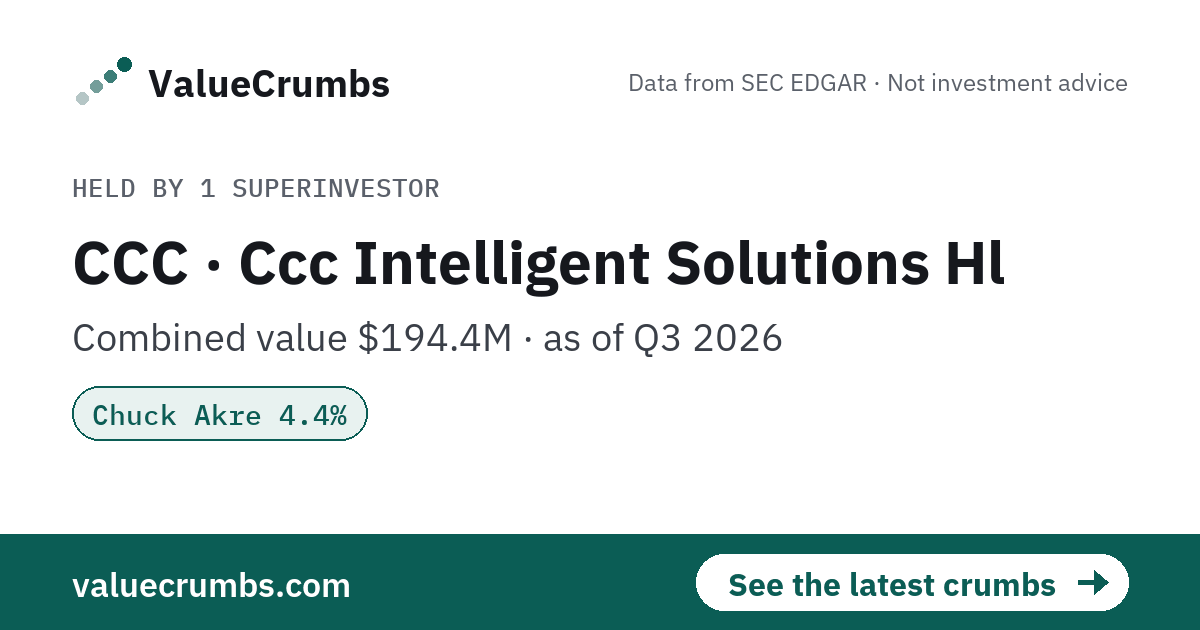 ValueCrumbs
Data from SEC EDGAR · Not investment advice
HELD BY 1 SUPERINVESTOR
CCC · Ccc Intelligent Solutions Hl
Combined value $194.4M · as of Q3 2026
Chuck Akre 4.4%
valuecrumbs.com
See the latest crumbs